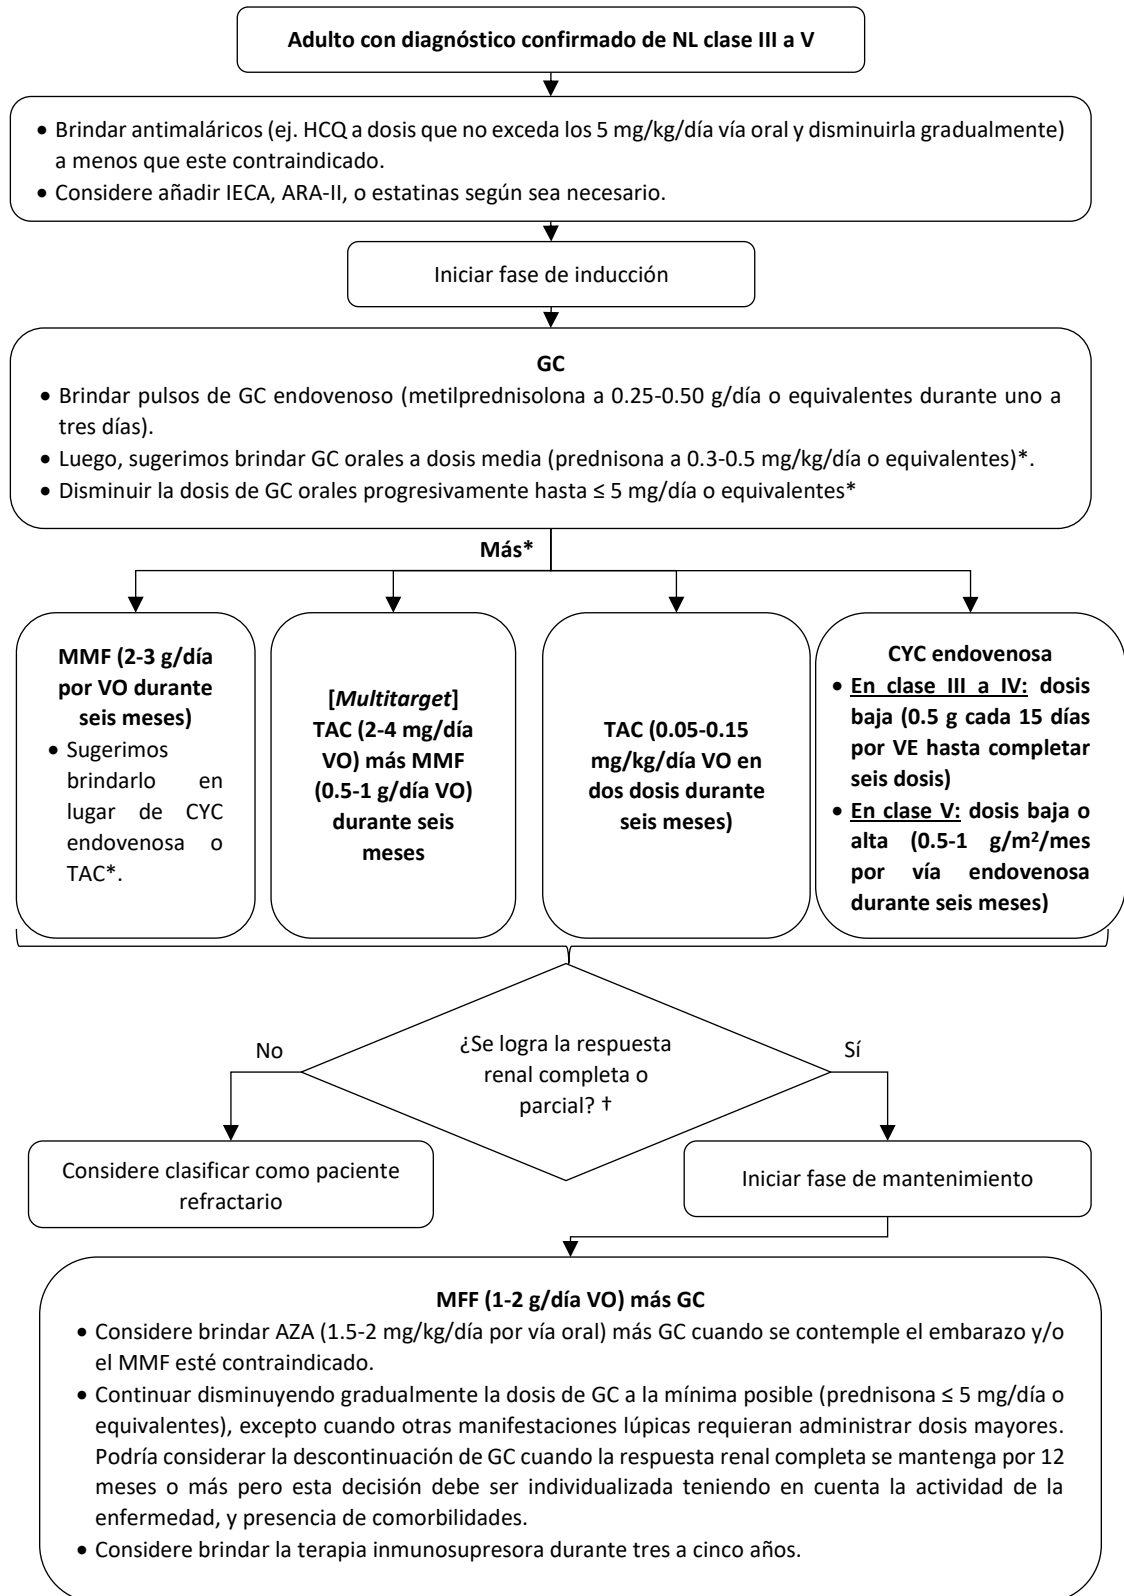 Adulto con diagnóstico confirmado de NL clase III a V
• Brindar antimaláricos (ej. HCQ a dosis que no exceda los 5 mg/kg/día vía oral y disminuirla gradualmente)
a menos que este contraindicado.
• Considere añadir IECA, ARA-II, o estatinas según sea necesario.
Iniciar fase de inducción
GC
• Brindar pulsos de GC endovenoso (metilprednisolona a 0.25-0.50 g/día o equivalentes durante uno a
tres días).
• Luego, sugerimos brindar GC orales a dosis media (prednisona a 0.3-0.5 mg/kg/día o equivalentes)*.
• Disminuir la dosis de GC orales progresivamente hasta ≤ 5 mg/día o equivalentes*
Más*
MMF (2-3 g/día
por VO durante
seis meses)
• Sugerimos
brindarlo en
lugar de CYC
endovenosa o
TAC*.
[Multitarget]
TAC (2-4 mg/día
VO) más MMF
(0.5-1 g/día VO)
durante seis
meses
TAC (0.05-0.15
mg/kg/día VO en
dos dosis durante
seis meses)
CYC endovenosa
• En clase III a IV: dosis
baja (0.5 g cada 15 días
por VE hasta completar
seis dosis)
• En clase V: dosis baja o
alta (0.5-1 g/m²/mes
por vía endovenosa
durante seis meses)
¿Se logra la respuesta
renal completa o
parcial? †
No
Sí
Considere clasificar como paciente
refractario
Iniciar fase de mantenimiento
MFF (1-2 g/día VO) más GC
• Considere brindar AZA (1.5-2 mg/kg/día por vía oral) más GC cuando se contemple el embarazo y/o
el MMF esté contraindicado.
• Continuar disminuyendo gradualmente la dosis de GC a la mínima posible (prednisona ≤ 5 mg/día o
equivalentes), excepto cuando otras manifestaciones lúpicas requieran administrar dosis mayores.
Podría considerar la descontinuación de GC cuando la respuesta renal completa se mantenga por 12
meses o más pero esta decisión debe ser individualizada teniendo en cuenta la actividad de la
enfermedad, y presencia de comorbilidades.
• Considere brindar la terapia inmunosupresora durante tres a cinco años.